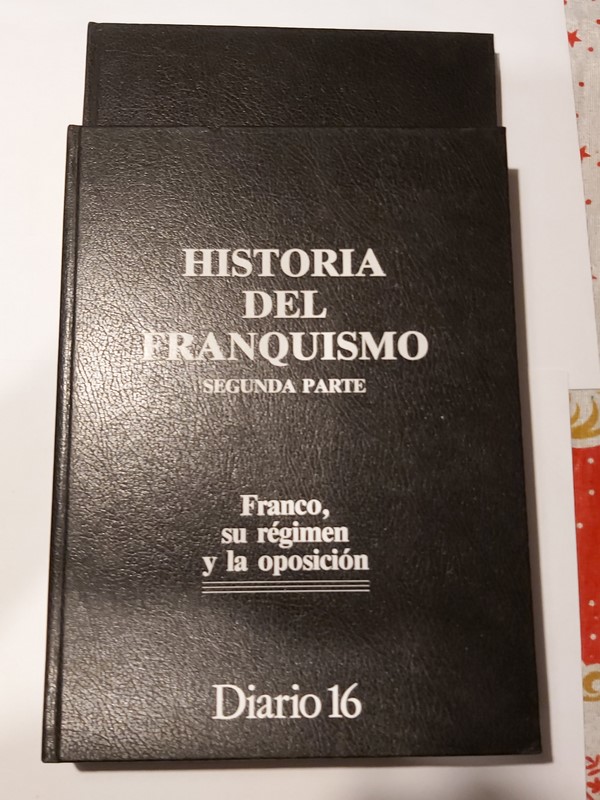 HISTORIA
DEL
FRANQUISMO
SEGUNDA PARTE
Franco,
su régimen
y la oposición
Diario 16